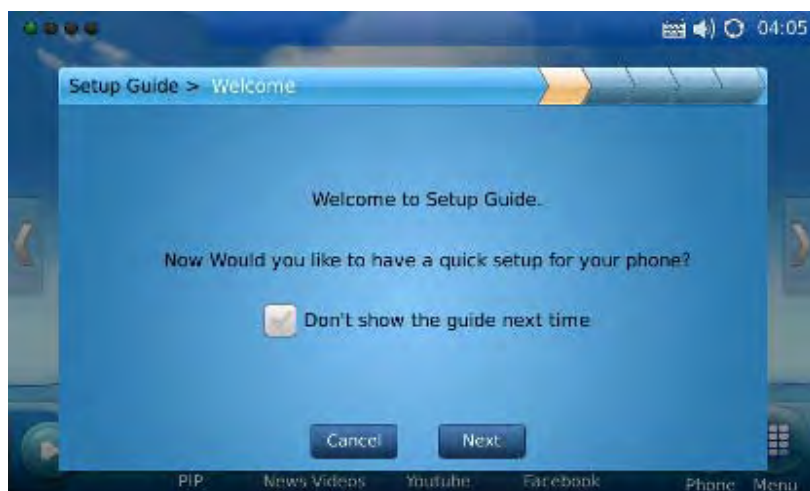 04:05
Setup Guide > Welcome
Welcome to Setup Guide.
Now Would you like to have a quick setup for your phone?
Don't show the guide next time
Cancel Next
PIP News Videos Youtube Facebook Phone Menu